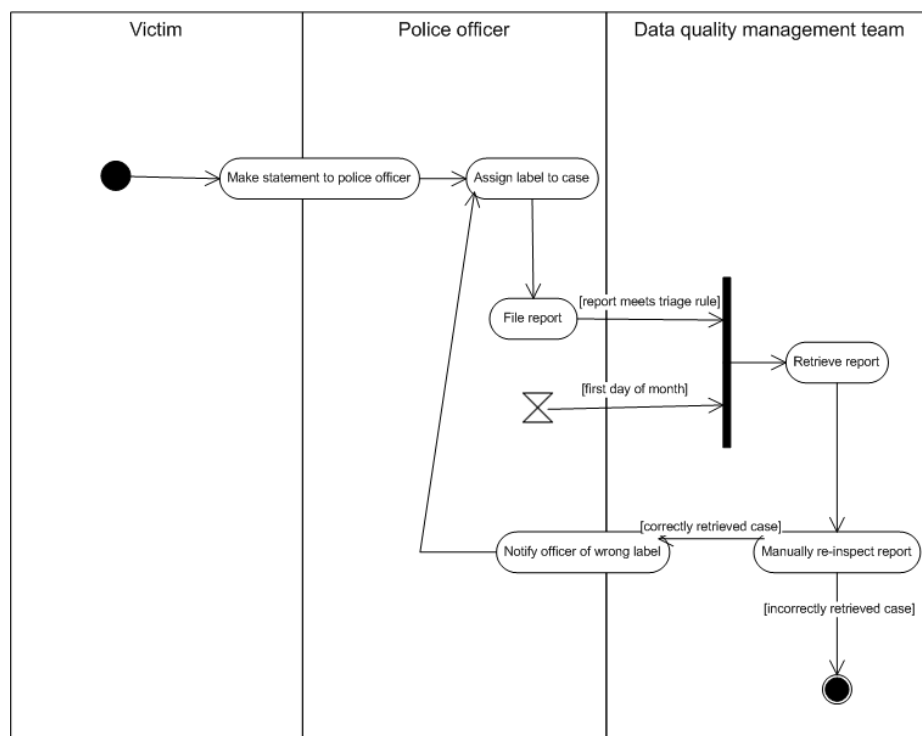 Victim
Police officer
Data quality management team
Make statement to police officer
Assign label to case
File report
[report meets triage rule]
Retrieve report
[first day of month]
[correctly retrieved case]
Notify officer of wrong label
Manually re-inspect report
[incorrectly retrieved case]